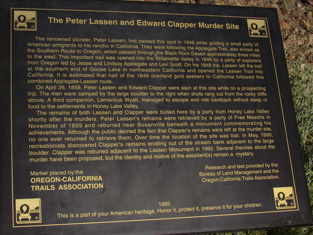 The Peter Lassen and Edward Clapper Murder Site
The renowned pioneer, Peter Lassen, first passed this spot in 1848 while guiding a small party of
American emigrants to his rancho in California. They were following the Applegate Trail, also known as
the Southern Route to Oregon, which passed through the Black Rock Desert approximately three miles
to the west. This important trail was opened into the Willamette Valley in 1846 by a party of explorers
from Oregon led by Jesse and Lindsay Applegate and Levi Scott. On his 1848 trip, Lassen left the trail
at the southern end of Goose Lake in northeastern California and opened the Lassen Trail into
California. It is estimated that half of the 1849 overland gold seekers to California followed this
combined Applegate-Lassen route.
On April 26, 1859, Peter Lassen and Edward Clapper were slain at this site while on a prospecting
trip. The men were camped by the large boulder to the right when shots rang out from the rocky cliffs
above. A third companion, Lemericus Wyatt, managed to escape and ride bareback without sleep or
food to the settlements in Honey Lake Valley.
The remains of both Lassen and Clapper were buried here by a party from Honey Lake Valley
shortly after the murders. Peter Lassen's remains were retrieved by a party of Free Masons in
November of 1859 and reburied near Susanville beneath a monument commemorating his
achievements. Although the public decried the fact that Clapper's remains were left at the murder site,
no one ever returned to retrieve them. Over time the location of the site was lost. In May, 1990,
recreationists discovered Clapper's remains eroding out of the stream bank adjacent to the large
boulder. Clapper was reburied adjacent to the Lassen Monument in 1992. Several theories about the
murder have been proposed, but the identity and motive of the assailant(s) remain a mystery.
Marker placed by the
OREGON-CALIFORNIA
TRAILS ASSOCIATION
Research and text provided by the
Bureau of Land Management and the
Oregon-California Trails Association.
1995
This is a part of your American heritage. Honor it, protect it, preserve it for your children.